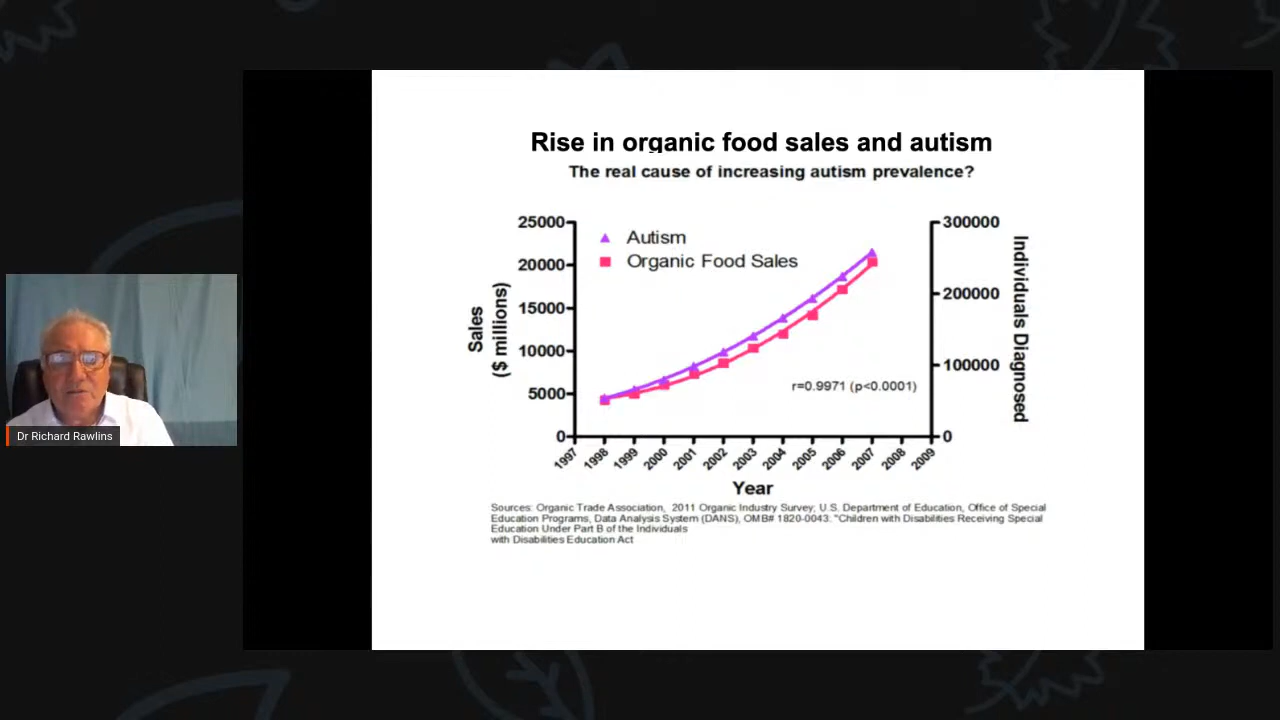 Rise in organic food sales and autism
The real cause of increasing autism prevalence?
25000
20000
15000
10000
5000
0
Sales
($ millions)
Autism
Organic Food Sales
r=0.9971 (p<0.0001)
300000
200000
100000
0
Individuals Diagnosed
1997
1998
1999
2000
2001
2002
2003
2004
2005
2006
2007
2008
2009
Year
Sources: Organic Trade Association, 2011 Organic Industry Survey; U.S. Department of Education, Office of Special
Education Programs, Data Analysis System (DANS), OMB# 1820-0043: "Children with Disabilities Receiving Special
Education Under Part B of the Individuals
with Disabilities Education Act
Dr Richard Rawlins